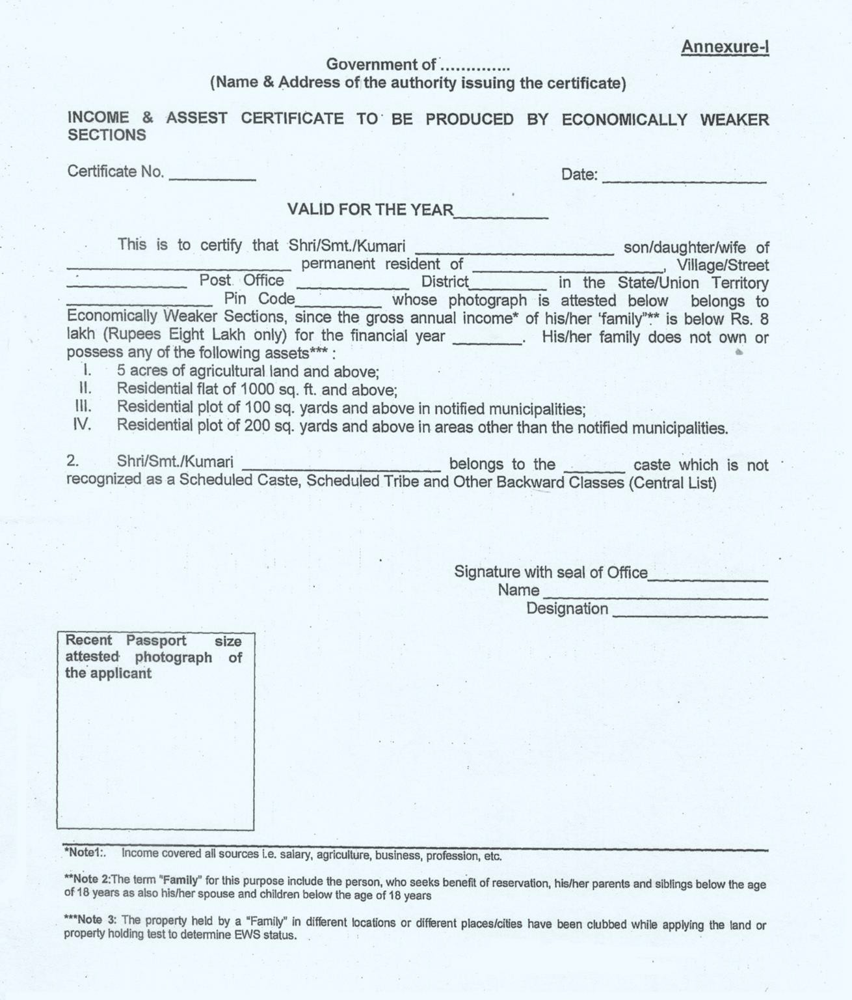 Annexure-I
Government of ..............
(Name & Address of the authority issuing the certificate)
INCOME & ASSEST CERTIFICATE TO BE PRODUCED BY ECONOMICALLY WEAKER
SECTIONS
Certificate No. __________ Date: ___________________
VALID FOR THE YEAR___________
This is to certify that Shri/Smt./Kumari _______________________ son/daughter/wife of
__________________________ permanent resident of ______________________, Village/Street
______________ Post Office _____________ District_________ in the State/Union Territory
_________________ Pin Code__________ whose photograph is attested below belongs to
Economically Weaker Sections, since the gross annual income* of his/her 'family"** is below Rs. 8
lakh (Rupees Eight Lakh only) for the financial year ________. His/her family does not own or
possess any of the following assets*** :
I. 5 acres of agricultural land and above;
II. Residential flat of 1000 sq. ft. and above;
III. Residential plot of 100 sq. yards and above in notified municipalities;
IV. Residential plot of 200 sq. yards and above in areas other than the notified municipalities.
2. Shri/Smt./Kumari _______________________ belongs to the _______ caste which is not
recognized as a Scheduled Caste, Scheduled Tribe and Other Backward Classes (Central List)
Signature with seal of Office______________
Name __________________________
Designation __________________
Recent Passport size
attested photograph of
the applicant
*Note1:. Income covered all sources i.e. salary, agriculture, business, profession, etc.
**Note 2:The term "Family" for this purpose include the person, who seeks benefit of reservation, his/her parents and siblings below the age
of 18 years as also his/her spouse and children below the age of 18 years
***Note 3: The property held by a "Family" in different locations or different places/cities have been clubbed while applying the land or
property holding test to determine EWS status.